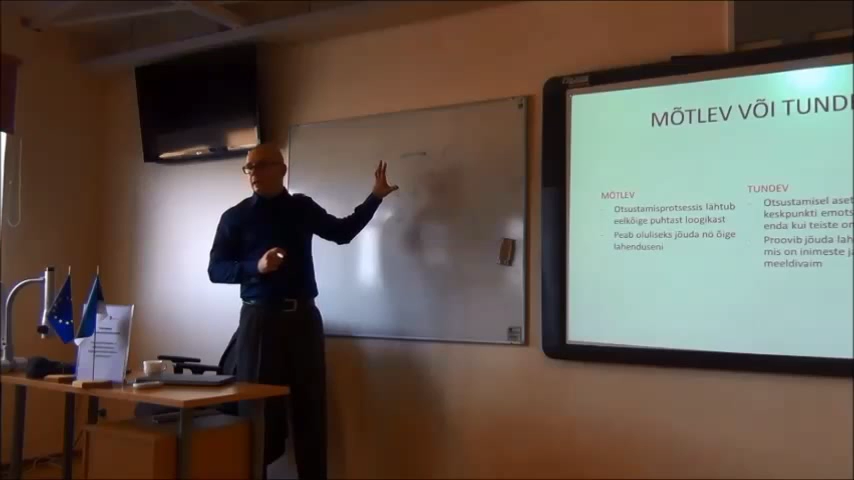 MÕTLEV VÕI TUNDE
MÕTLEV
Otsustamisprotsessis lähtub
eelkõige puhtast loogikast
Peab oluliseks jõuda nö õige
lahenduseni
TUNDEV
Otsustamisel aset
keskpunkti emots
enda kui teiste on
Proovib jõuda lah
mis on inimeste ja
meeldivaim